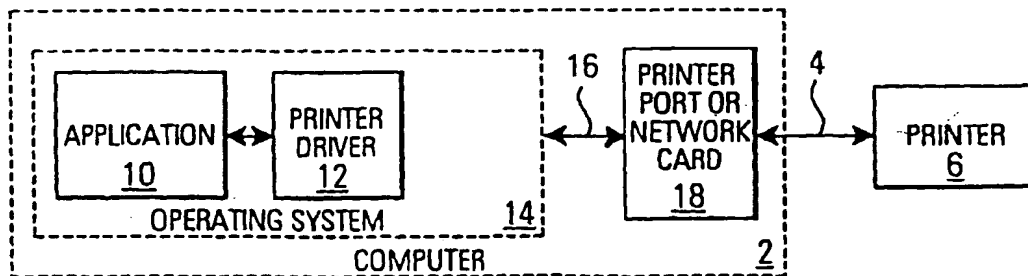 APPLICATION
10
PRINTER
DRIVER
12
OPERATING SYSTEM
14
16
PRINTER
PORT OR
NETWORK
CARD
18
4
PRINTER
6
COMPUTER
2